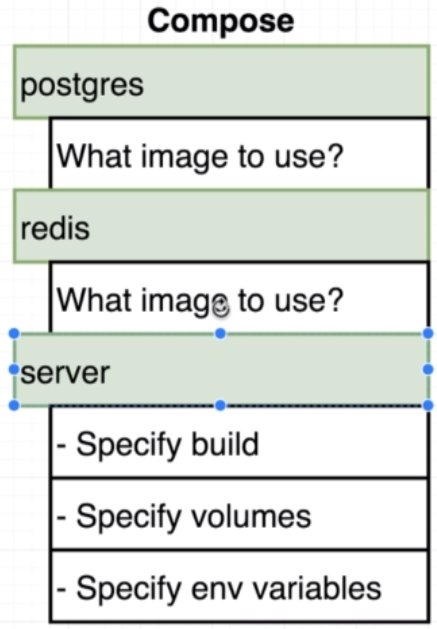 Compose
postgres
What image to use?
redis
What image to use?
server
- Specify build
- Specify volumes
- Specify env variables